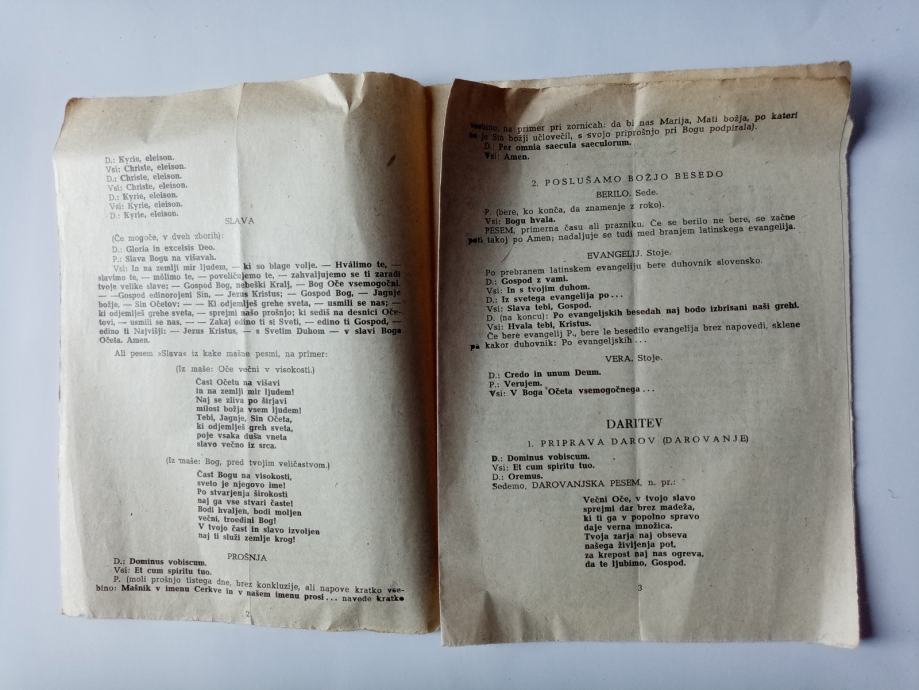 D.: Kyrie, eleison.
Vsi: Christe, eleison.
D.: Christe, eleison.
Vsi: Christe, eleison.
D.: Kyrie, eleison.
Vsi: Kyrie, eleison.
D.: Kyrie, eleison.
SLAVA
(Če mogoče, v dveh zborih):
D.: Gloria in excelsis Deo.
P.: Slava Bogu na višavah.
Vsi: In na zemlji mir ljudem, — ki so blage volje. — Hválimo te, —
slavimo te, — mólimo te, — poveličujemo te, — zahvaljujemo se ti zaradi
tvoje velike slave; — Gospod Bog, nebeški Kralj, — Bog Oče vsemogočni.
— —Gospod edinorojeni Sin, — Jezus Kristus; — Gospod Bog, — Jagnje
božje, — Sin Očetov: — — Ki odjemlješ grehe sveta, — usmili se nas; —
ki odjemlješ grehe sveta, — sprejmi našo prošnjo; ki sediš na desnici Oče-
tovi, — usmili se nas. — — Zakaj edino ti si Sveti, — edino ti Gospod, —
edino ti Najvišji: — Jezus Kristus, — s Svetim Duhom — v slavi Boga
Očeta. Amen.
Ali pesem »Slava« iz kake mašne pesmi, na primer:
(Iz maše: Oče večni v visokosti.)
Čast Očetu na višavi
in na zemlji mir ljudem!
Naj se zliva po širjavi
milost božja vsem ljudem!
Tebi, Jagnje, Sin Očeta,
ki odjemlješ greh sveta,
poje vsaka duša vneta
slavo večno iz srca.
(Iz maše: Bog, pred tvojim veličastvom.)
Čast Bogu na visokosti,
sveto je njegovo ime!
Po stvarjenja širokosti
naj ga vse stvari časte!
Bodi hvaljen, bodi moljen
večni, troedini Bog!
V tvojo čast in slavo izvoljen
naj ti služi zemlje krog!
PROŠNJA
D.: Dominus vobiscum.
Vsi: Et cum spiritu tuo.
P. (moli prošnjo tistega dne, brez konkluzije, ali napove kratko vse-
bino: Mašnik v imenu Cerkve in v našem imenu prosi... navede kratko
2
vsebino, na primer pri zornicah: da bi nas Marija, Mati božja, po kateri
se je Sin božji učlovečil, s svojo priprošnjo pri Bogu podpirala).
D.: Per omnia saecula saeculorum.
Vsi: Amen.
2. POSLUŠAMO BOŽJO BESEDO
BERILO. Sede.
P. (bere, ko konča, da znamenje z roko).
Vsi: Bogu hvala.
PESEM, primerna času ali prazniku. Če se berilo ne bere, se začne
peti takoj po Amen; nadaljuje se tudi med branjem latinskega evangelija.
EVANGELIJ. Stoje.
Po prebranem latinskem evangeliju bere duhovnik slovensko.
D.: Gospod z vami.
Vsi: In s tvojim duhom.
D.: Iz svetega evangelija po...
Vsi: Slava tebi, Gospod.
D. (na koncu): Po evangeljskih besedah naj bodo izbrisani naši grehi.
Vsi: Hvala tebi, Kristus.
Če bere evangelij P., bere le besedilo evangelija brez napovedi, sklene
pa kakor duhovnik: Po evangeljskih...
VERA. Stoje.
D.: Credo in unum Deum.
P.: Verujem.
Vsi: V Boga Očeta vsemogočnega...
DARITEV
1. PRIPRAVA DAROV (DAROVANJE)
D.: Dominus vobiscum.
Vsi: Et cum spiritu tuo.
D.: Oremus.
Sedemo, DAROVANJSKA PESEM, n. pr.:
Večni Oče, v tvojo slavo
sprejmi dar brez madeža,
ki ti ga v popolno spravo
daje verna množica.
Tvoja zarja naj obseva
našega življenja pot,
za krepost naj nas ogreva,
da te ljubimo, Gospod.
3